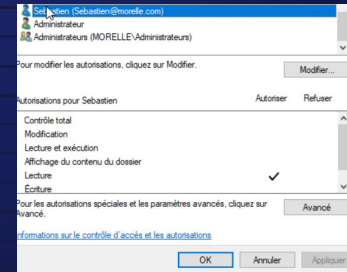 Sebastien (Sebastien@morelle.com)
Administrateur
Administrateurs (MORELLE\Administrateurs)
Pour modifier les autorisations, cliquez sur Modifier.
Modifier...
Autorisations pour Sebastien Autoriser Refuser
Contrôle total
Modification
Lecture et exécution
Affichage du contenu du dossier
Lecture
Écriture
Pour les autorisations spéciales et les paramètres avancés, cliquez sur
Avancé.
Avancé
Informations sur le contrôle d'accès et les autorisations
OK Annuler Appliquer